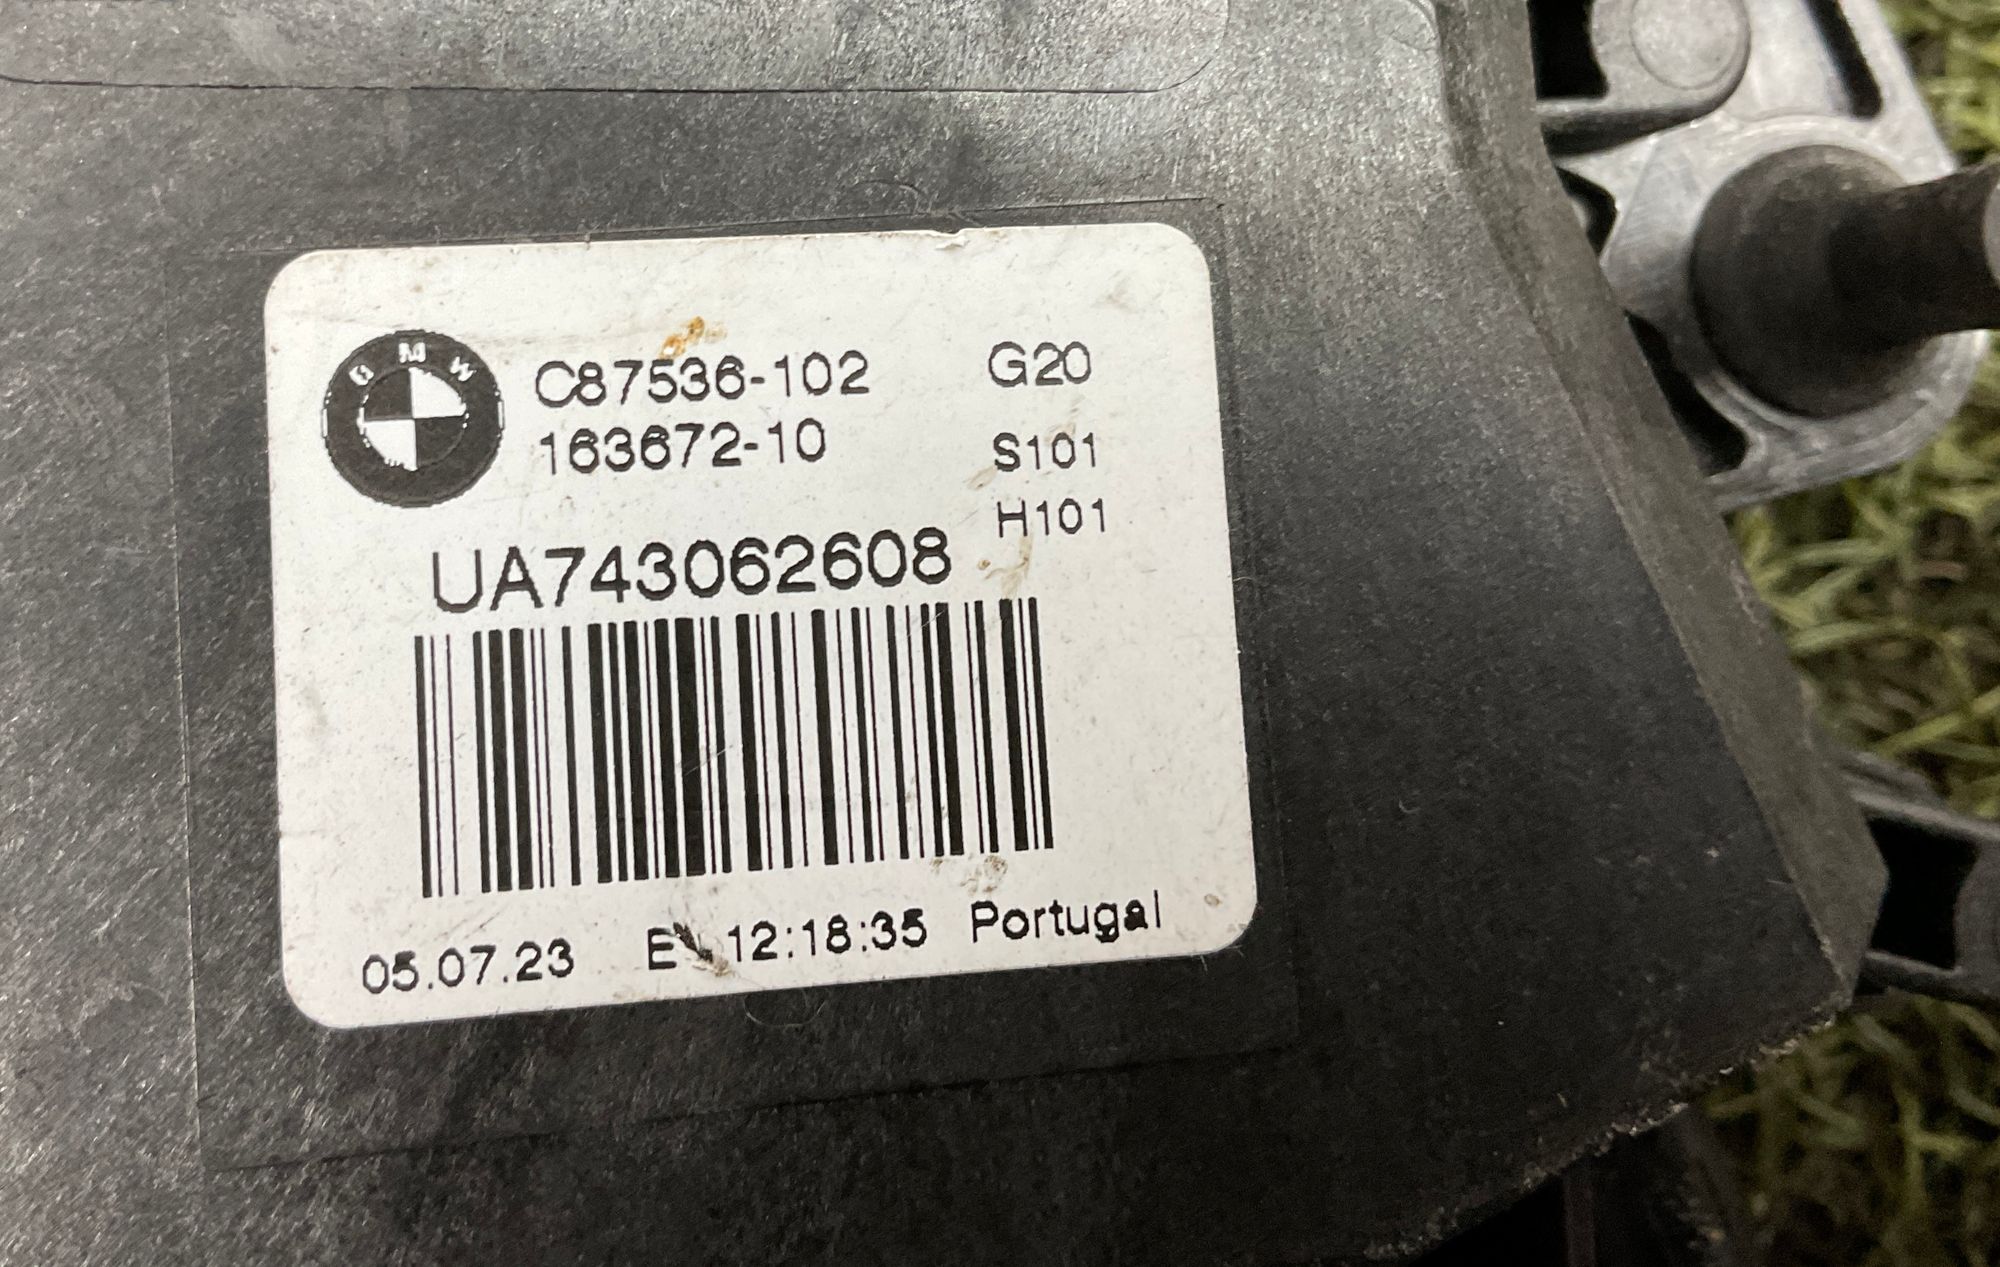 BMW
C87536-102 G20
163672-10 S101
H101
UA743062608
05.07.23 12:18:35 Portugal